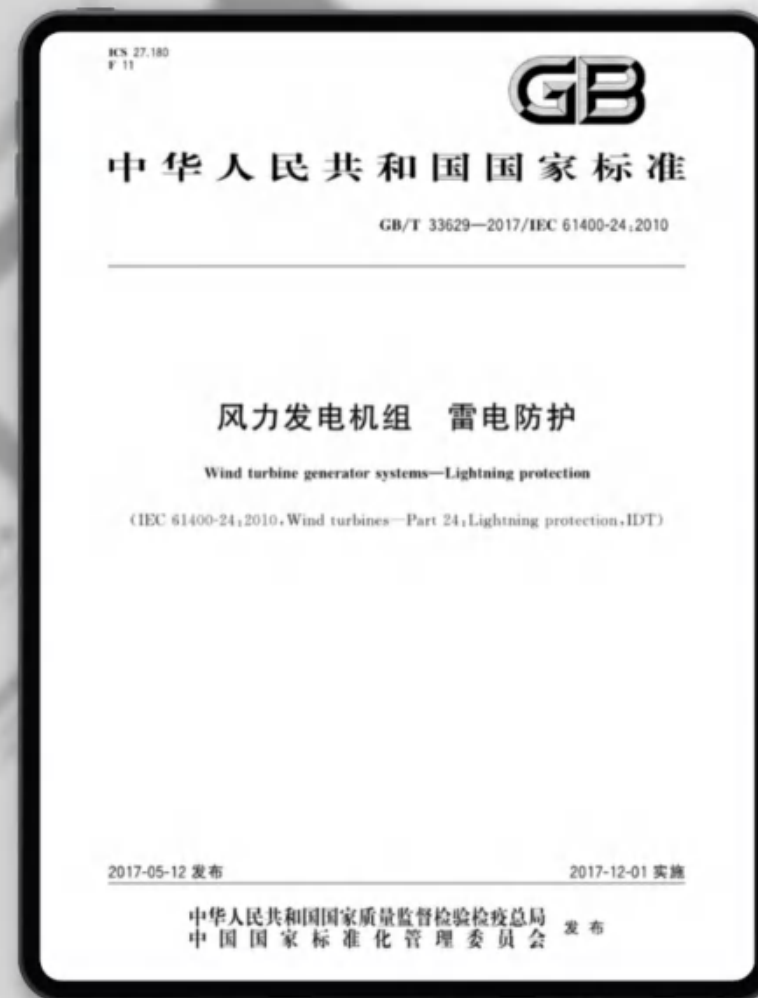 ICS 27.180
F 11
GB
中华人民共和国国家标准
GB/T 33629—2017/IEC 61400-24:2010
风力发电机组 雷电防护
Wind turbine generator systems—Lightning protection
(IEC 61400-24:2010,Wind turbines—Part 24:Lightning protection,IDT)
2017-05-12 发布
2017-12-01 实施
中华人民共和国国家质量监督检验检疫总局
中国国家标准化管理委员会
发布